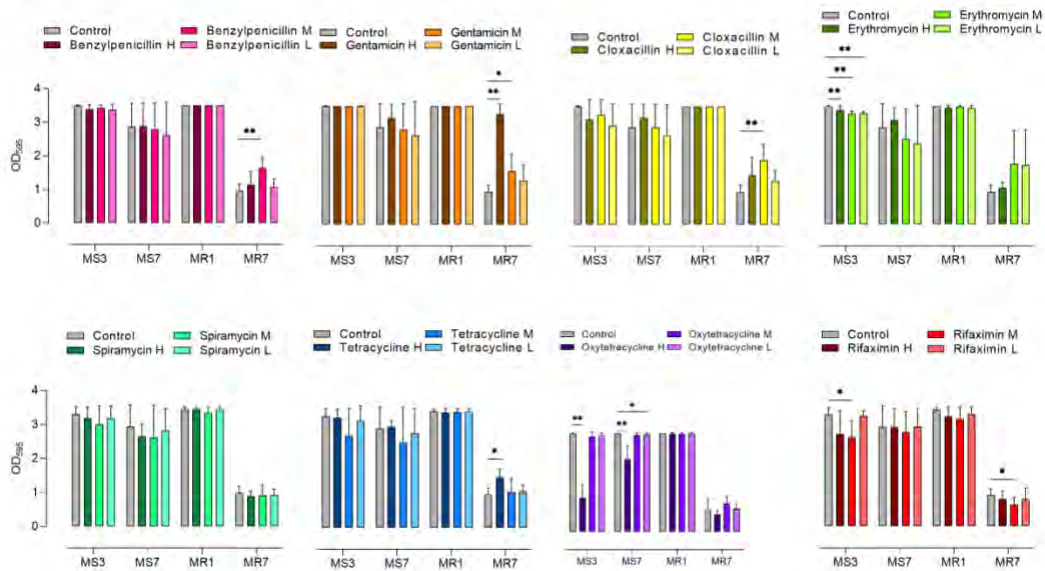 Control
Benzylpenicillin M
Benzylpenicillin H
Benzylpenicillin L
Control
Gentamicin M
Gentamicin H
Gentamicin L
Control
Cloxacillin M
Cloxacillin H
Cloxacillin L
Control
Erythromycin M
Erythromycin H
Erythromycin L
OD595
4
3
2
1
0
**
** *
**
** ** **
MS3 MS7 MR1 MR7
MS3 MS7 MR1 MR7
MS3 MS7 MR1 MR7
MS3 MS7 MR1 MR7
Control
Spiramycin M
Spiramycin H
Spiramycin L
Control
Tetracycline M
Tetracycline H
Tetracycline L
Control
Oxytetracycline M
Oxytetracycline H
Oxytetracycline L
Control
Rifaximin M
Rifaximin H
Rifaximin L
OD595
4
3
2
1
0
*
** ** *
* *
MS3 MS7 MR1 MR7
MS3 MS7 MR1 MR7
MS3 MS7 MR1 MR7
MS3 MS7 MR1 MR7